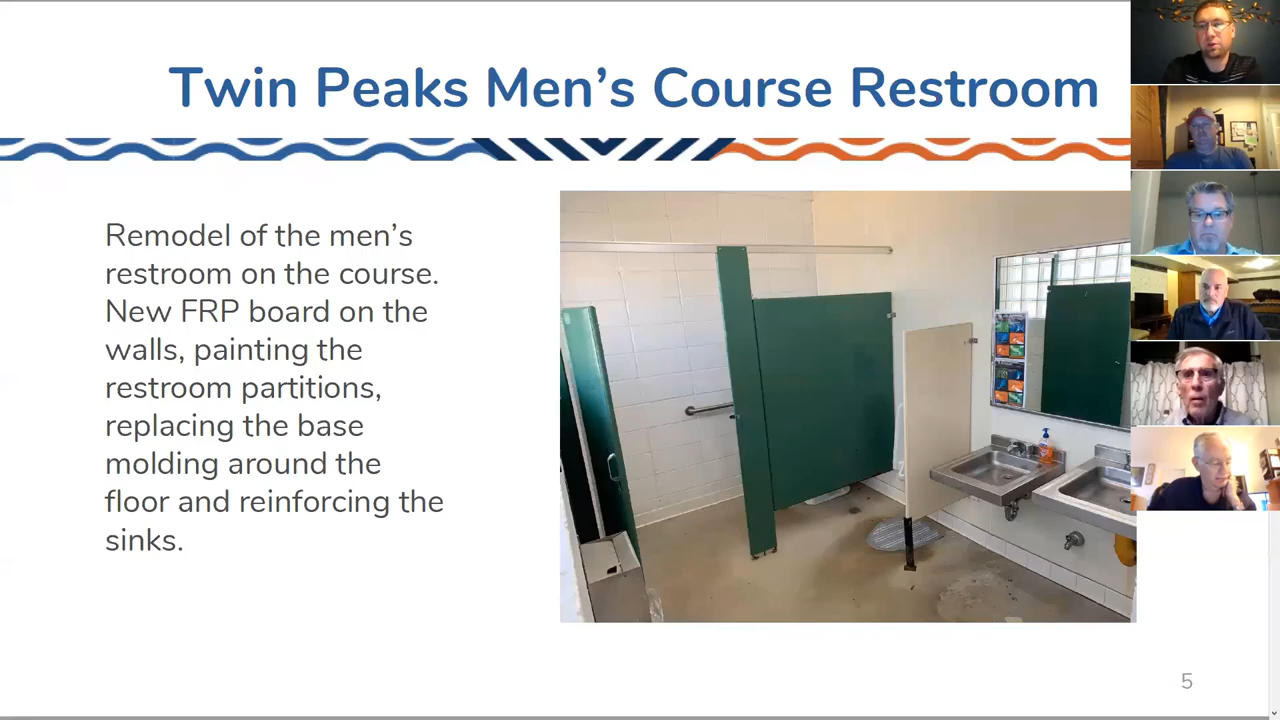 Twin Peaks Men’s Course Restroom
Remodel of the men’s
restroom on the course.
New FRP board on the
walls, painting the
restroom partitions,
replacing the base
molding around the
floor and reinforcing the
sinks.
5